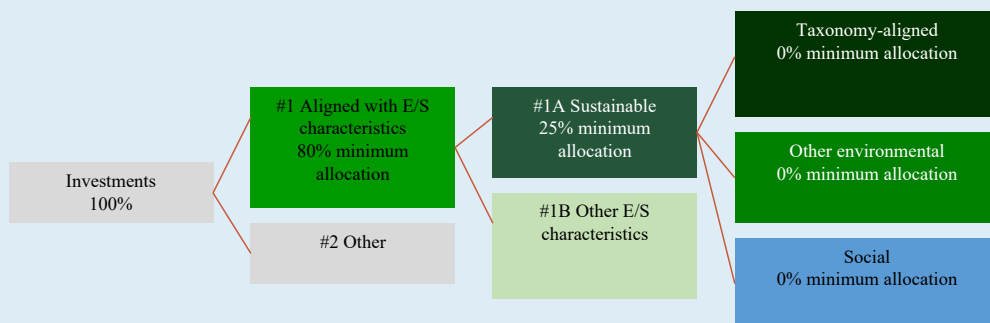 Investments
100%
#1 Aligned with E/S
characteristics
80% minimum
allocation
#2 Other
#1A Sustainable
25% minimum
allocation
#1B Other E/S
characteristics
Taxonomy-aligned
0% minimum allocation
Other environmental
0% minimum allocation
Social
0% minimum allocation